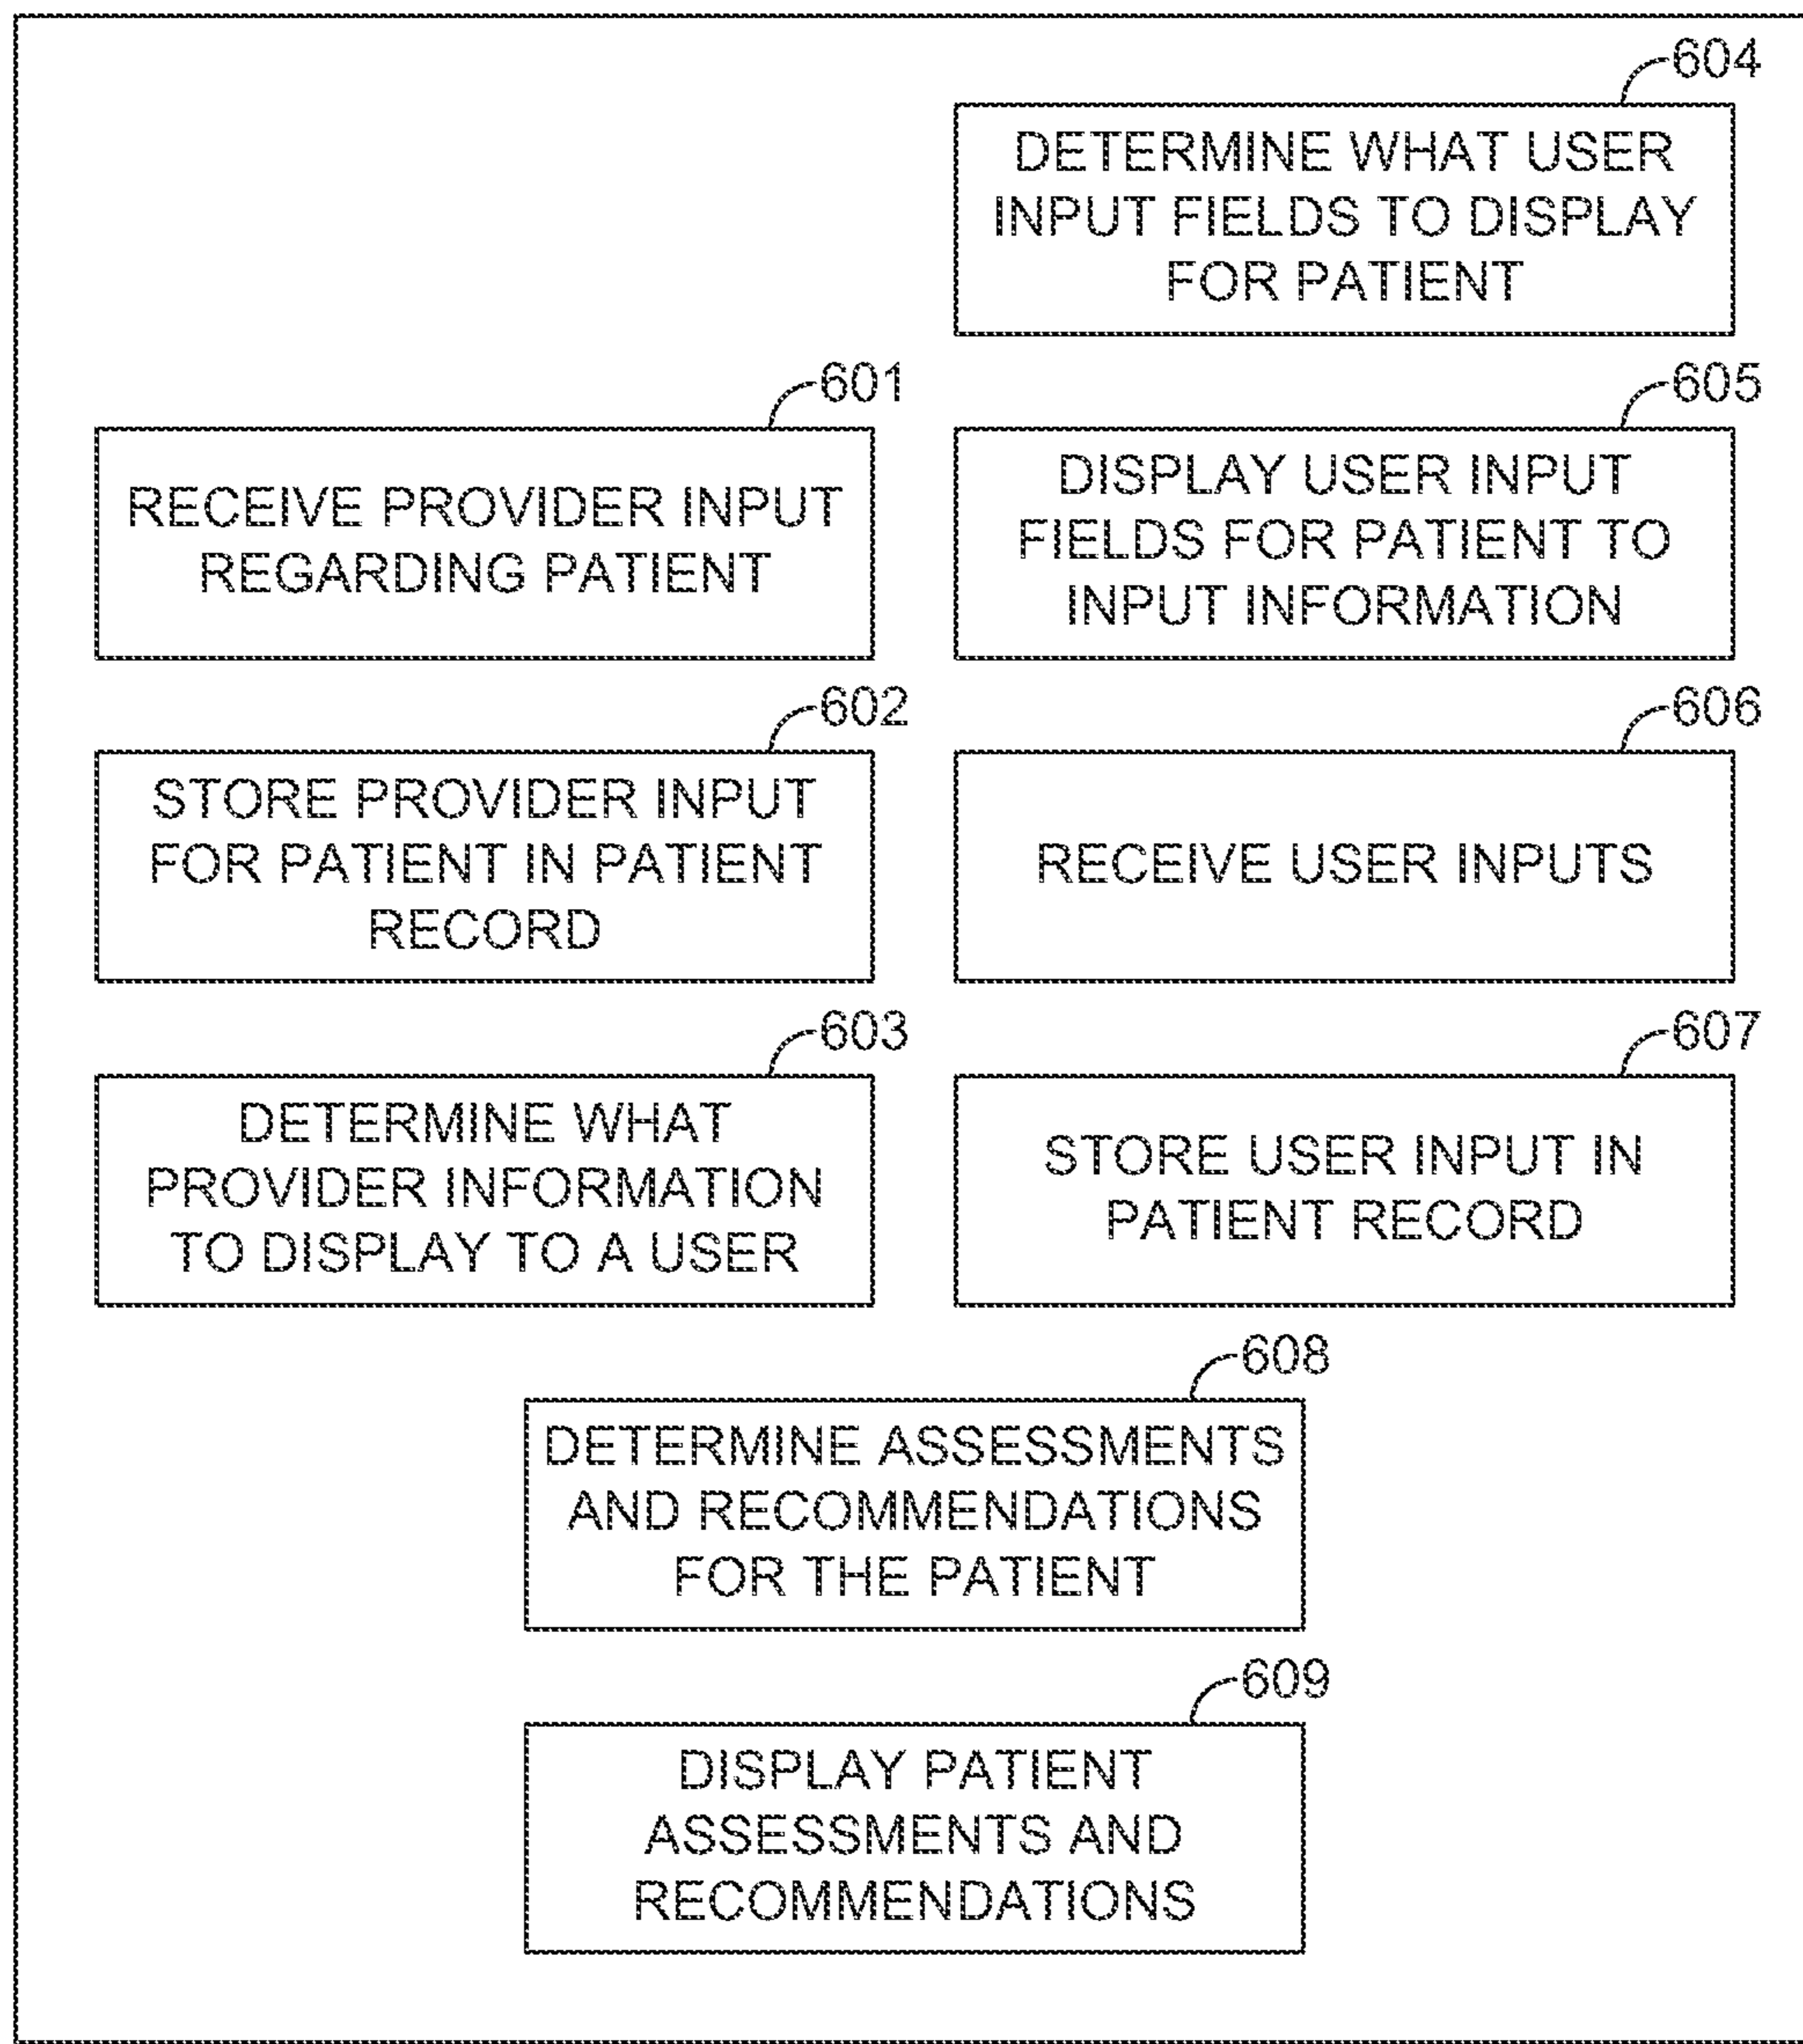 601
RECEIVE PROVIDER INPUT
REGARDING PATIENT
602
STORE PROVIDER INPUT
FOR PATIENT IN PATIENT
RECORD
603
DETERMINE WHAT
PROVIDER INFORMATION
TO DISPLAY TO A USER
604
DETERMINE WHAT USER
INPUT FIELDS TO DISPLAY
FOR PATIENT
605
DISPLAY USER INPUT
FIELDS FOR PATIENT TO
INPUT INFORMATION
606
RECEIVE USER INPUTS
607
STORE USER INPUT IN
PATIENT RECORD
608
DETERMINE ASSESSMENTS
AND RECOMMENDATIONS
FOR THE PATIENT
609
DISPLAY PATIENT
ASSESSMENTS AND
RECOMMENDATIONS